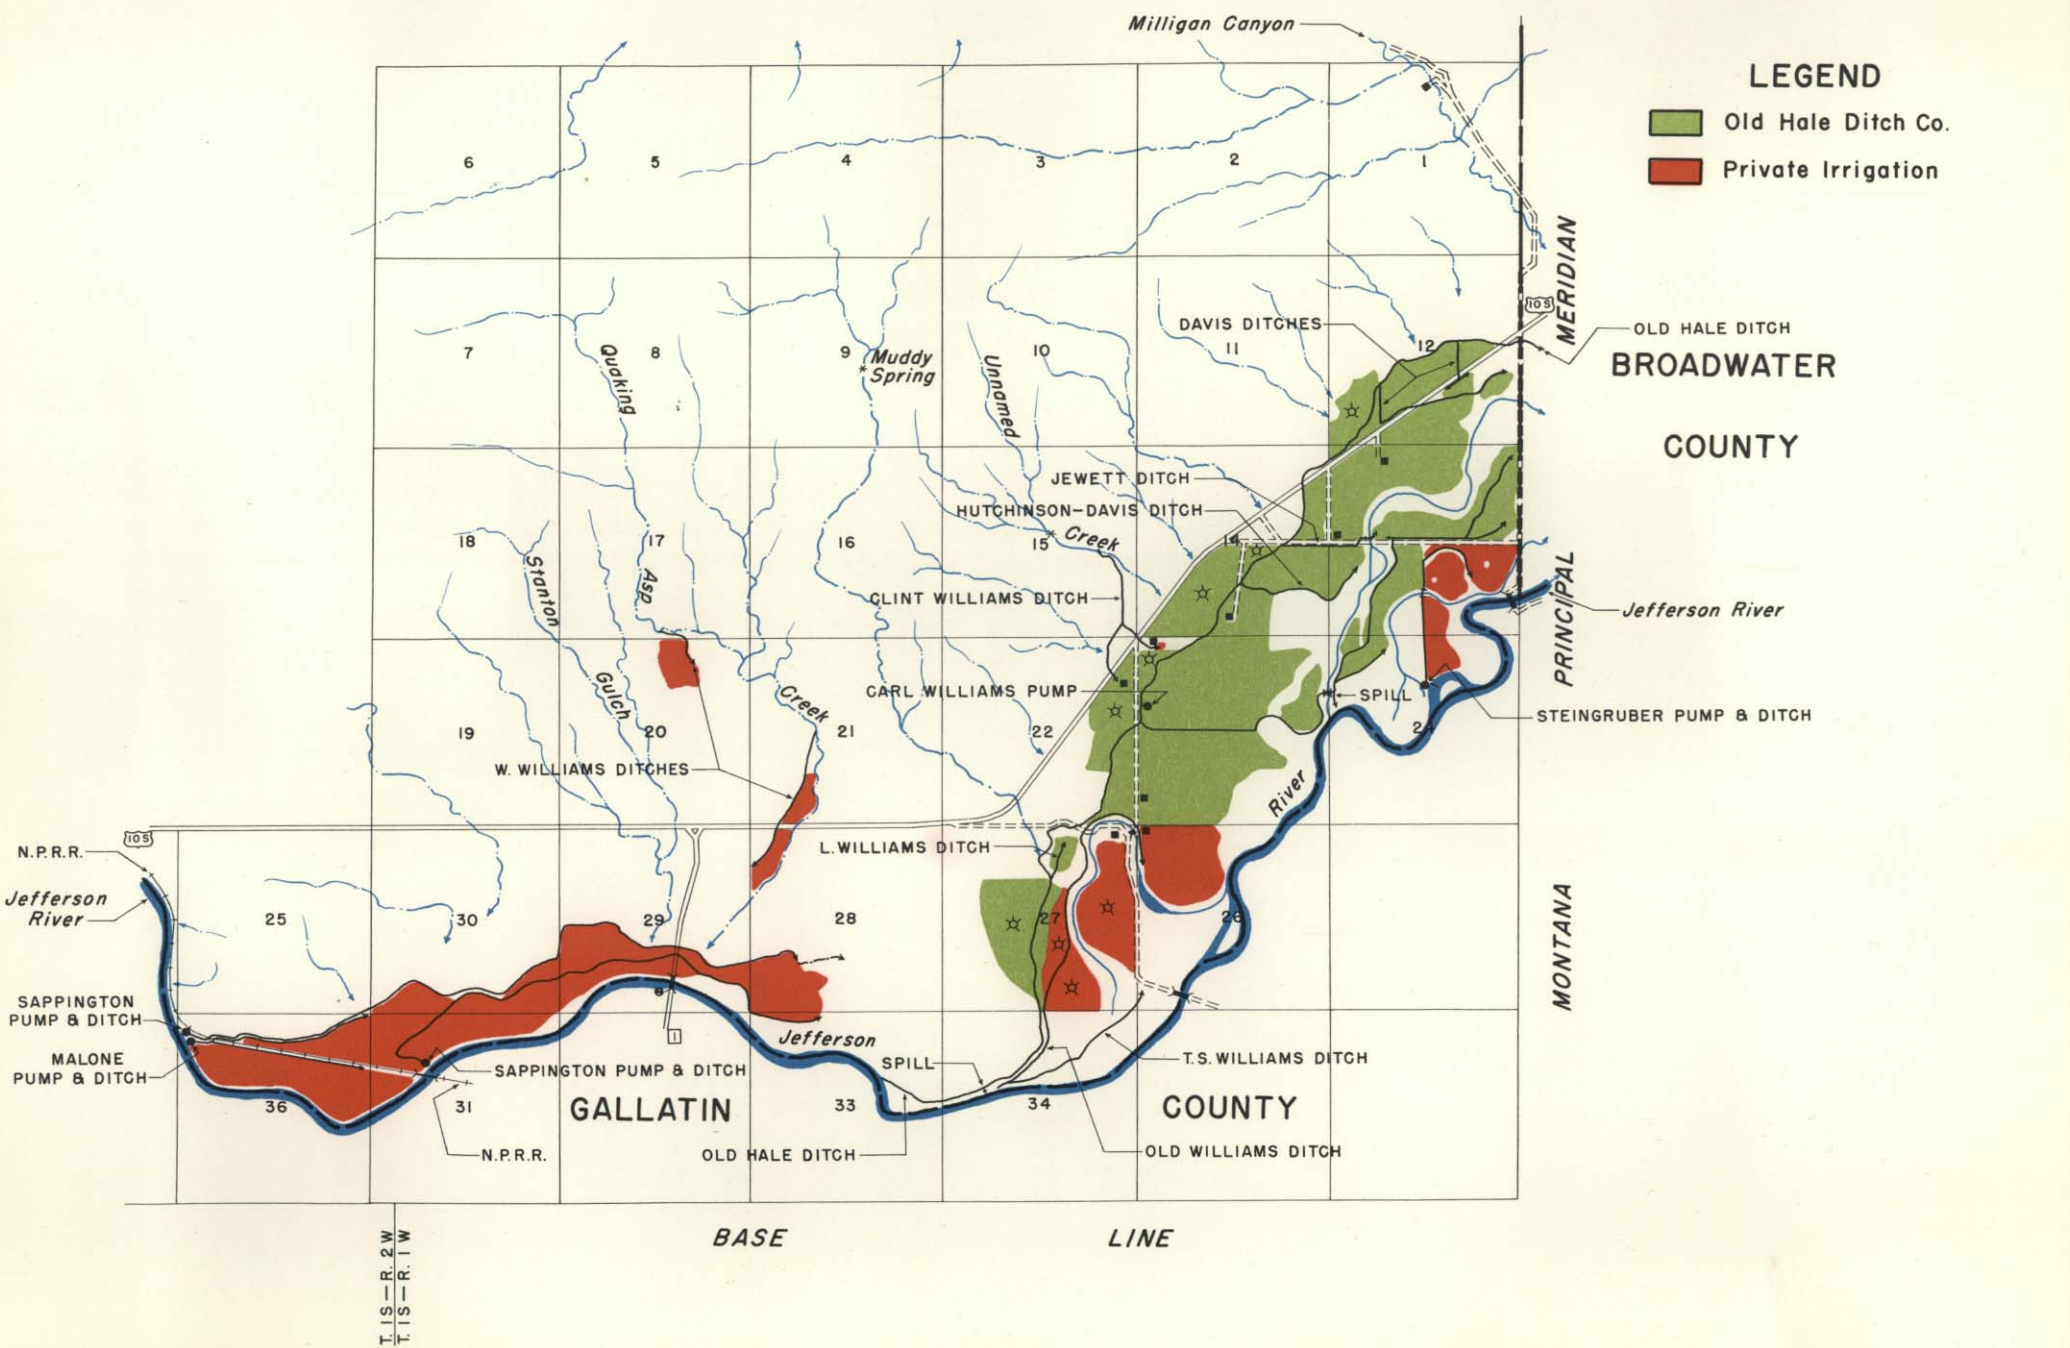 Milligan Canyon
LEGEND
Old Hale Ditch Co.
Private Irrigation
6
5
4
3
2
1
MERIDIAN
10 S
DAVIS DITCHES
OLD HALE DITCH
BROADWATER
COUNTY
7
8
9
10
11
12
Quaking
Muddy
Spring
Unnamed
JEWETT DITCH
HUTCHINSON-DAVIS DITCH
18
17
16
15
Creek
14
Stanton
Asp
CLINT WILLIAMS DITCH
PRINCIPAL
Jefferson River
Gulch
Creek
CARL WILLIAMS PUMP
SPILL
STEINGRUBER PUMP & DITCH
19
20
21
22
24
W. WILLIAMS DITCHES
River
10 S
N.P.R.R.
L. WILLIAMS DITCH
Jefferson
River
25
30
29
28
27
26
MONTANA
SAPPINGTON
PUMP & DITCH
MALONE
PUMP & DITCH
1
Jefferson
SPILL
T.S. WILLIAMS DITCH
SAPPINGTON PUMP & DITCH
36
31
GALLATIN
33
34
COUNTY
N.P.R.R.
OLD HALE DITCH
OLD WILLIAMS DITCH
BASE
LINE
T. 1S-R. 2W
T. 1S-R. 1W